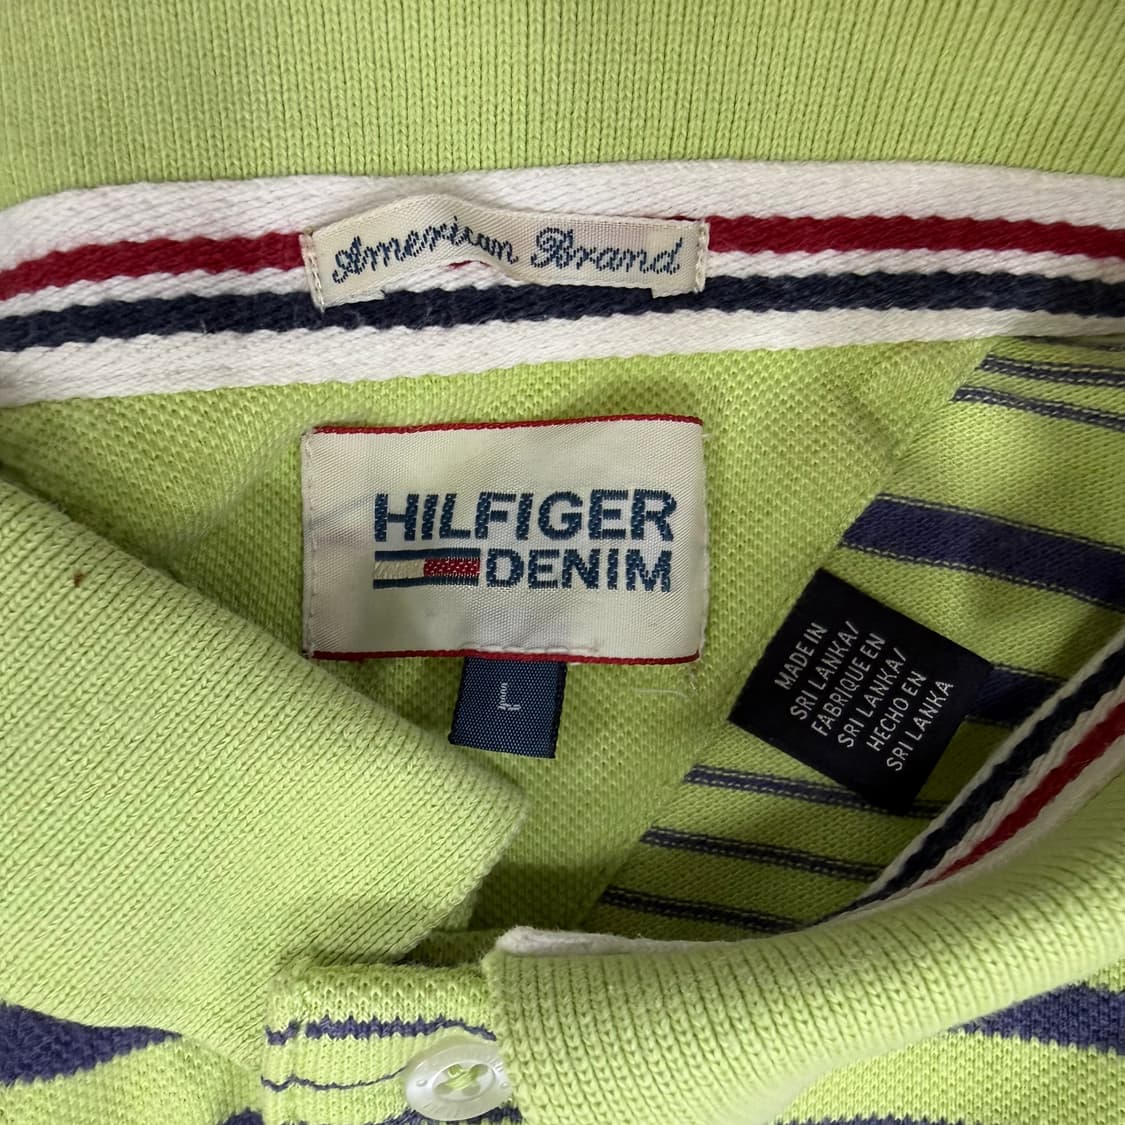 American Brand
HILFIGER
DENIM
L
MADE IN
SRI LANKA/
FABRIQUE EN
SRI LANKA/
HECHO EN
SRI LANKA